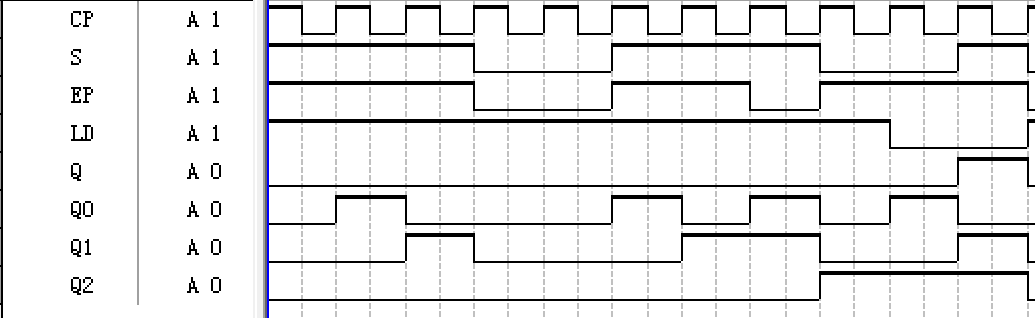 CP A 1
S A 1
EP A 1
LD A 1
Q A 0
Q0 A 0
Q1 A 0
Q2 A 0